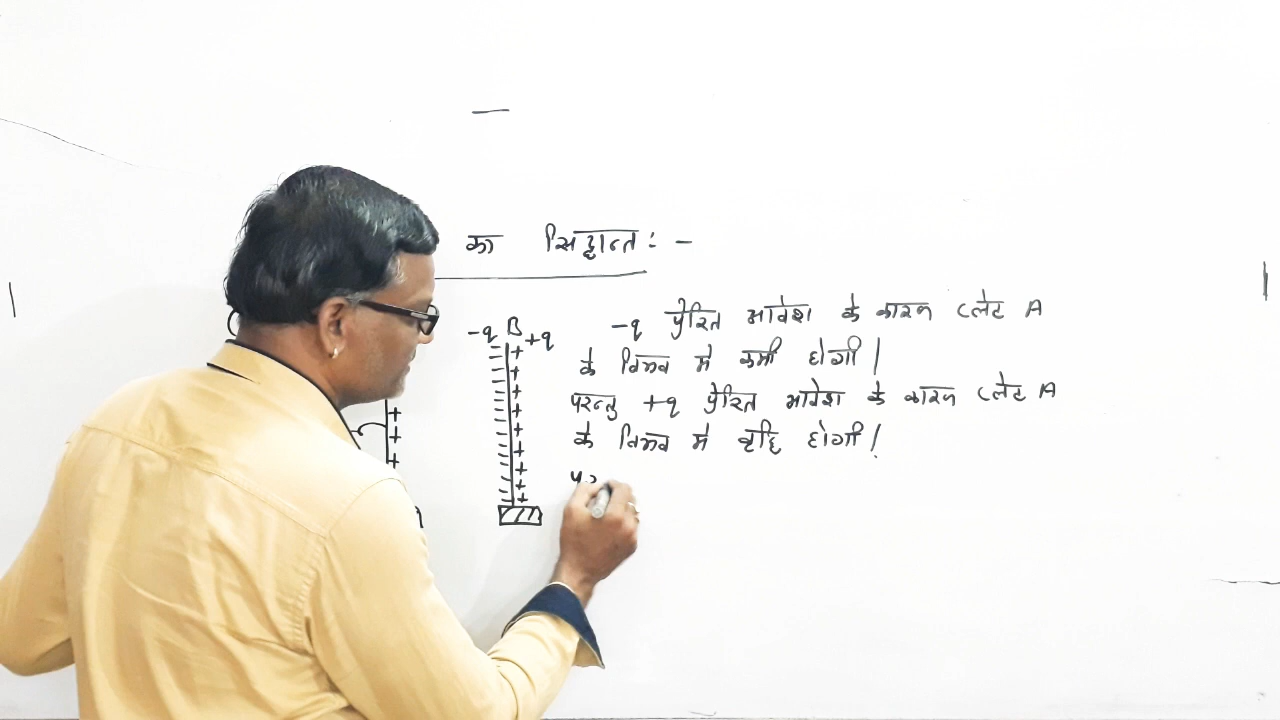 का सिद्धान्त : -
-q B +q
-q प्रेरित आवेश के कारण प्लेट A
के विभव मे कमी होगी।
परन्तु +q प्रेरित आवेश के कारण प्लेट A
के विभव मे वृद्धि होगी।